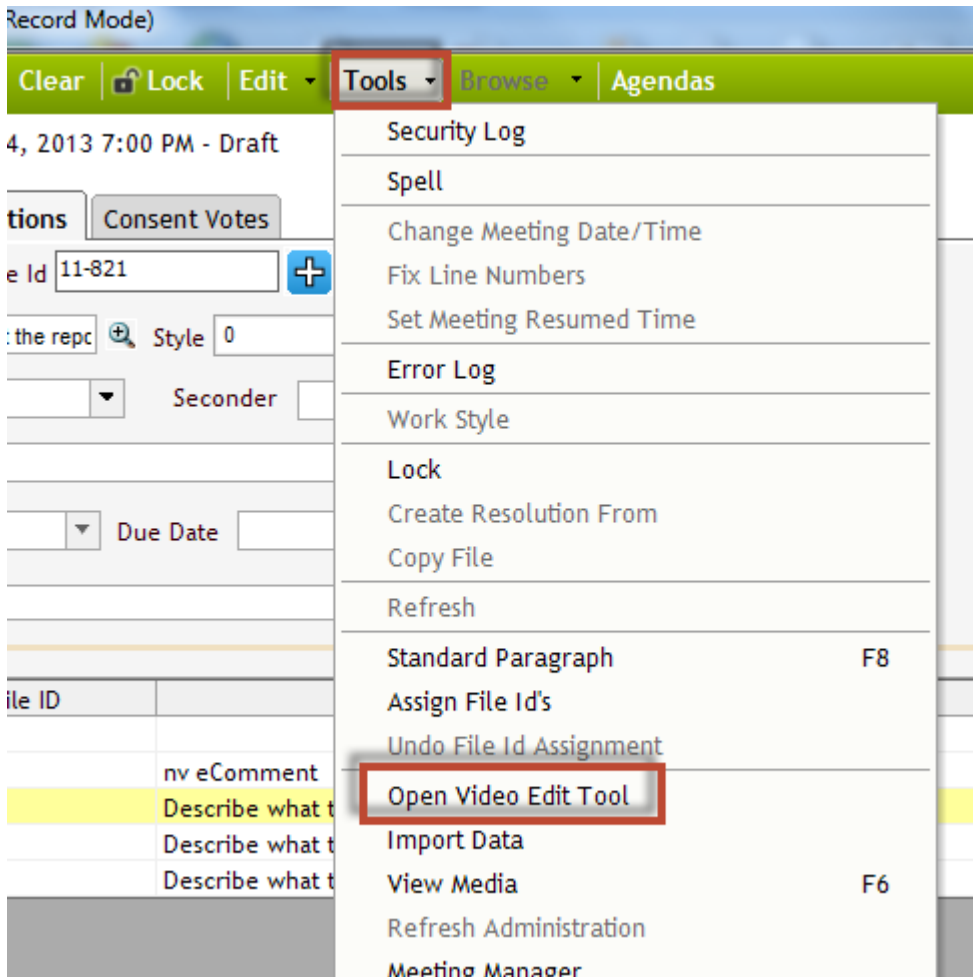 Record Mode)
Clear Lock Edit Tools Browse Agendas
4, 2013 7:00 PM - Draft
tions Consent Votes
e Id 11-821
the repo Style 0
Seconder
Due Date
ile ID
nv eComment
Describe what t
Describe what t
Describe what t
Security Log
Spell
Change Meeting Date/Time
Fix Line Numbers
Set Meeting Resumed Time
Error Log
Work Style
Lock
Create Resolution From
Copy File
Refresh
Standard Paragraph F8
Assign File Id's
Undo File Id Assignment
Open Video Edit Tool
Import Data
View Media F6
Refresh Administration
Meeting Manager